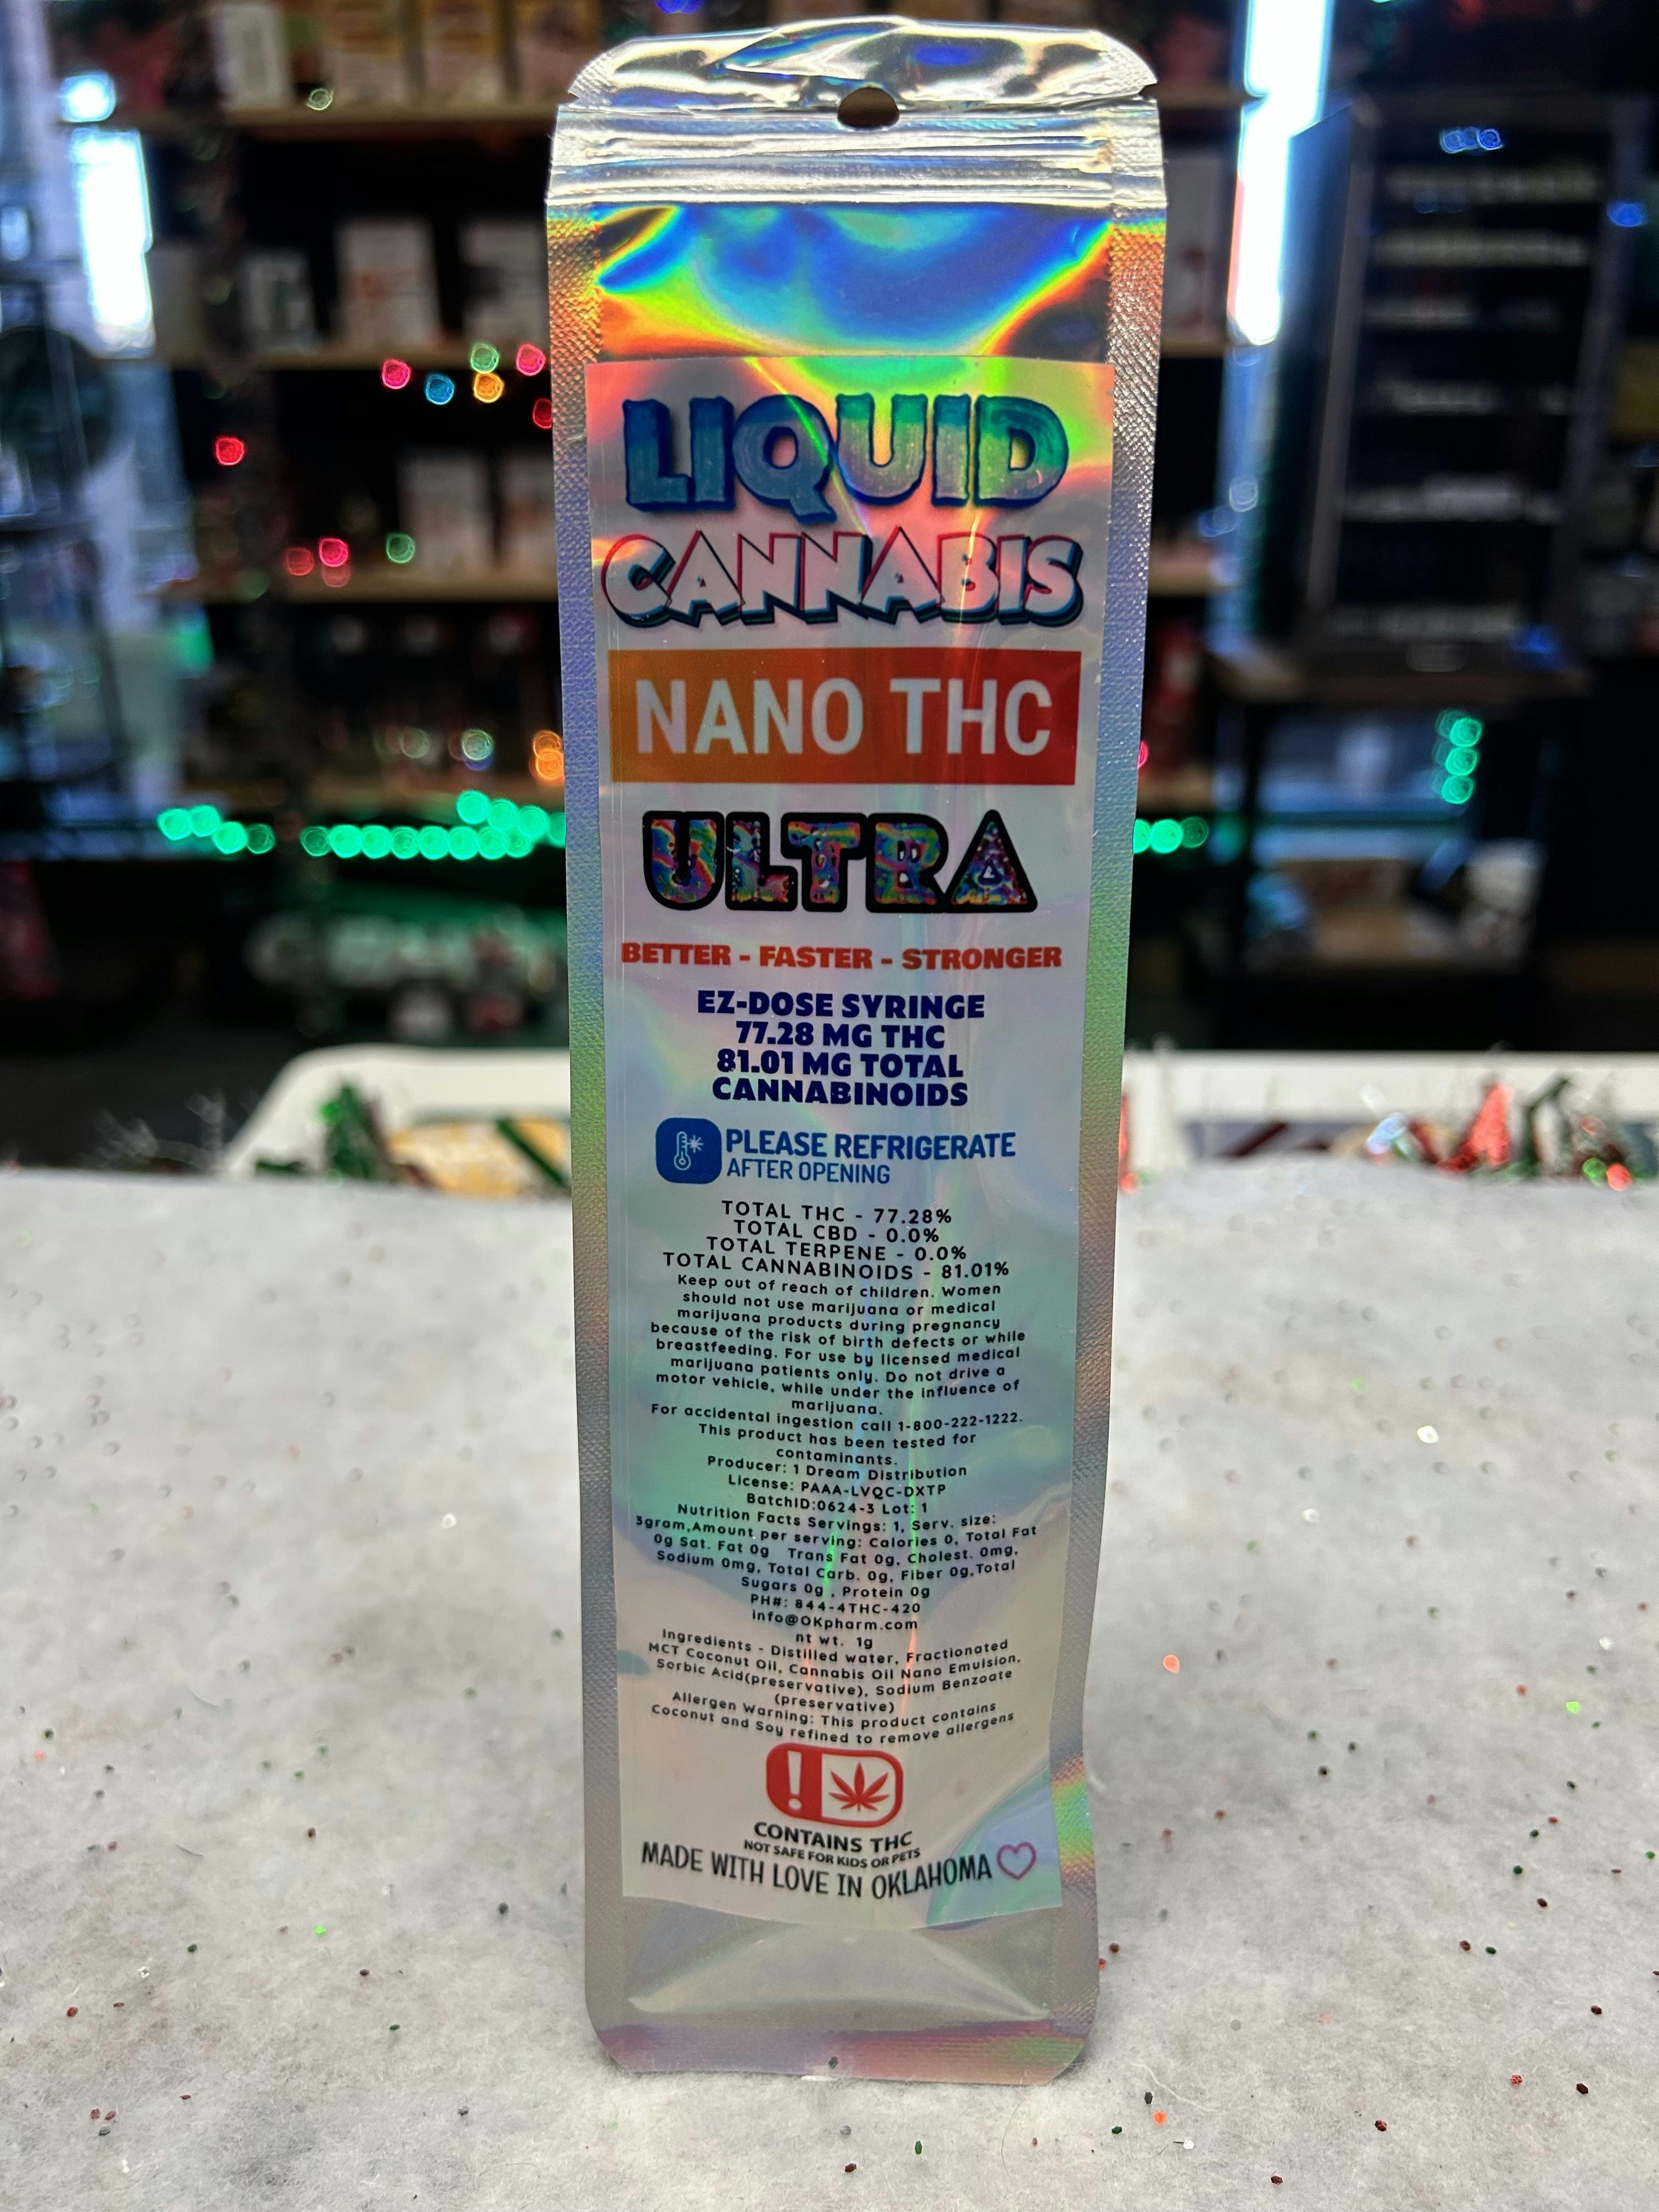 LIQUID
CANNABIS
NANO THC
ULTRA
BETTER - FASTER - STRONGER
EZ-DOSE SYRINGE
77.28 MG THC
81.01 MG TOTAL
CANNABINOIDS
PLEASE REFRIGERATE
AFTER OPENING
TOTAL THC - 77.28%
TOTAL CBD - 0.0%
TOTAL TERPENE - 0.0%
TOTAL CANNABINOIDS - 81.01%
Keep out of reach of children. Women
should not use marijuana or medical
marijuana products during pregnancy
because of the risk of birth defects or while
breastfeeding. For use by licensed medical
marijuana patients only. Do not drive a
motor vehicle, while under the influence of
marijuana.
For accidental ingestion call 1-800-222-1222.
This product has been tested for
contaminants.
Producer: 1 Dream Distribution
License: PAAA-LVQC-DXTP
BatchID:0624-3 Lot: 1
Nutrition Facts Servings: 1, Serv. size:
3gram,Amount per serving: Calories 0, Total Fat
0g Sat. Fat 0g Trans Fat 0g, Cholest. 0mg,
Sodium 0mg, Total Carb. 0g, Fiber 0g,Total
Sugars 0g , Protein 0g
PH#: 844-4THC-420
info@OKpharm.com
nt wt. 1g
Ingredients - Distilled water, Fractionated
MCT Coconut Oil, Cannabis Oil Nano Emulsion,
Sorbic Acid(preservative), Sodium Benzoate
(preservative)
Allergen Warning: This product contains
Coconut and Soy refined to remove allergens
CONTAINS THC
NOT SAFE FOR KIDS OR PETS
MADE WITH LOVE IN OKLAHOMA